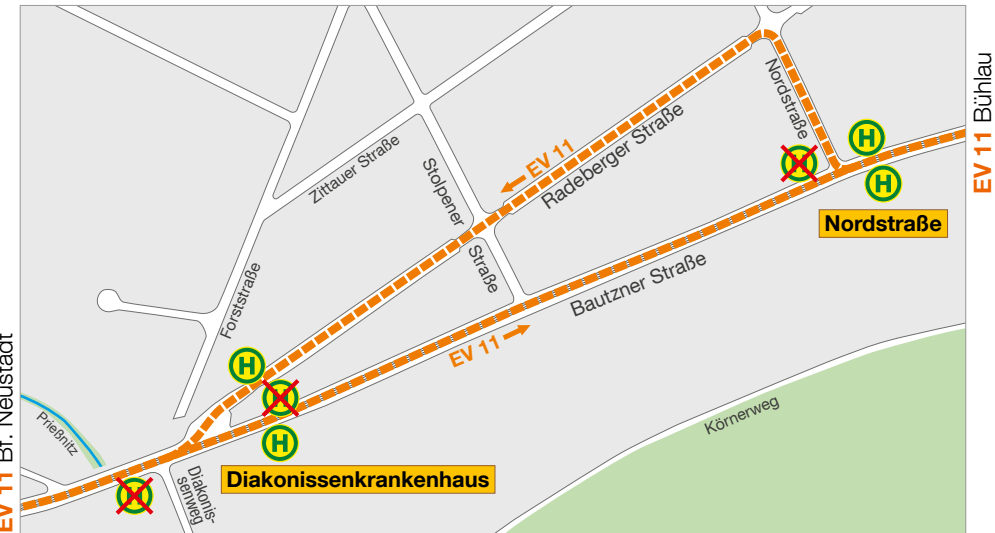 Nordstraße
EV 11 Bühlau
H
H
EV 11
Radeberger Straße
Zittauer Straße
Stolpener
Straße
Nordstraße
Bautzner Straße
Forststraße
EV 11
H
H
Körnerweg
Prießnitz
Diakonissenkrankenhaus
Diakonis-
senweg
EV 11 Bf. Neustadt